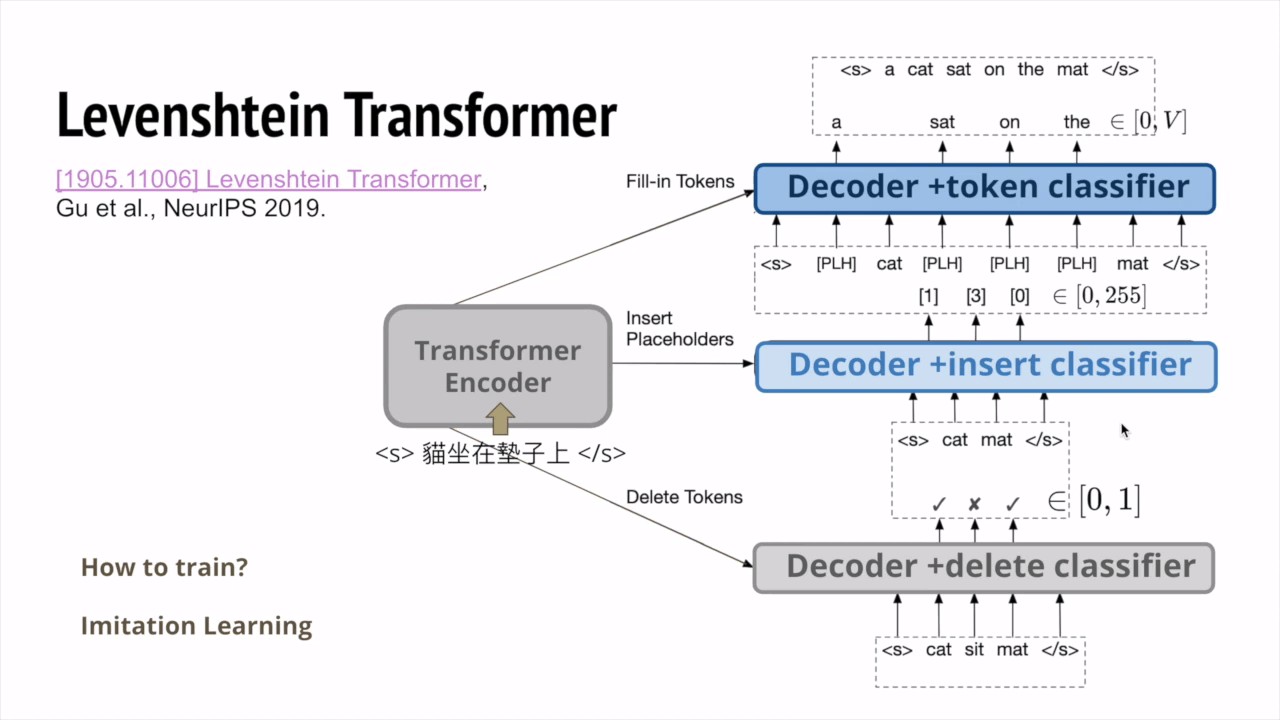 Levenshtein Transformer
[1905.11006] Levenshtein Transformer,
Gu et al., NeurIPS 2019.
<s> a cat sat on the mat </s>
a sat on the ∈ [0, V]
Fill-in Tokens
Decoder +token classifier
<s> [PLH] cat [PLH] [PLH] [PLH] mat </s>
[1] [3] [0] ∈ [0, 255]
Insert
Placeholders
Decoder +insert classifier
Transformer
Encoder
<s> 貓坐在墊子上 </s>
<s> cat mat </s>
Delete Tokens
✓ ✘ ✓ ∈ [0, 1]
Decoder +delete classifier
<s> cat sit mat </s>
How to train?
Imitation Learning